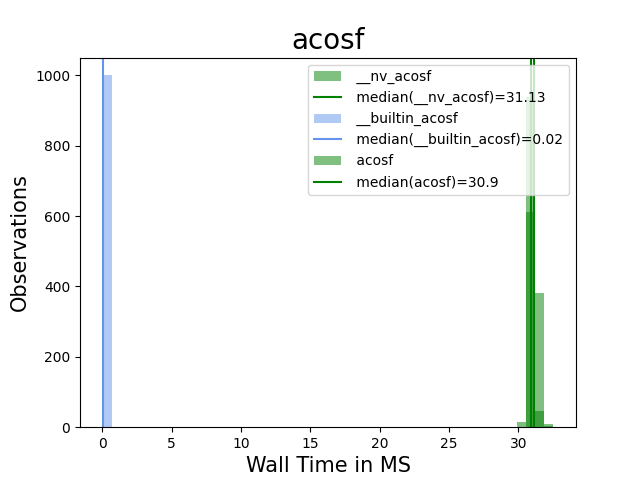 acosf
Observations
1000
800
600
400
200
0
__nv_acosf
median(__nv_acosf)=31.13
__builtin_acosf
median(__builtin_acosf)=0.02
acosf
median(acosf)=30.9
0 5 10 15 20 25 30
Wall Time in MS